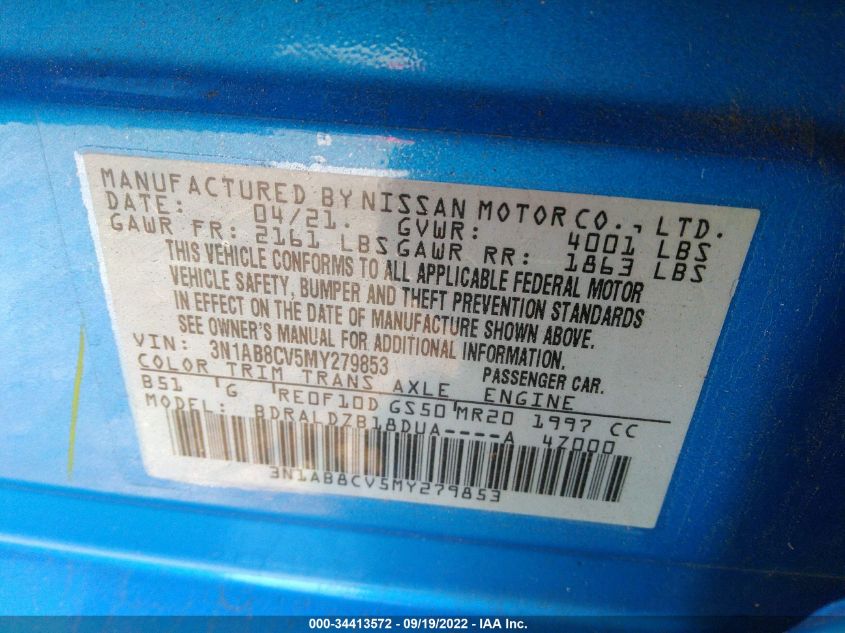 MANUFACTURED BY NISSAN MOTOR CO., LTD.
DATE: 04/21. GVWR: 4001 LBS
GAWR FR: 2161 LBS GAWR RR: 1863 LBS
THIS VEHICLE CONFORMS TO ALL APPLICABLE FEDERAL MOTOR
VEHICLE SAFETY, BUMPER AND THEFT PREVENTION STANDARDS
IN EFFECT ON THE DATE OF MANUFACTURE SHOWN ABOVE.
SEE OWNER'S MANUAL FOR ADDITIONAL INFORMATION.
VIN: 3N1AB8CV5MY279853 PASSENGER CAR.
COLOR TRIM TRANS AXLE ENGINE
B51 G RE0F10D GS50 MR20 1997 CC
MODEL: BDRALDZB18DUA----A 4Z000
3N1AB8CV5MY279853
000-34413572 - 09/19/2022 - IAA Inc.